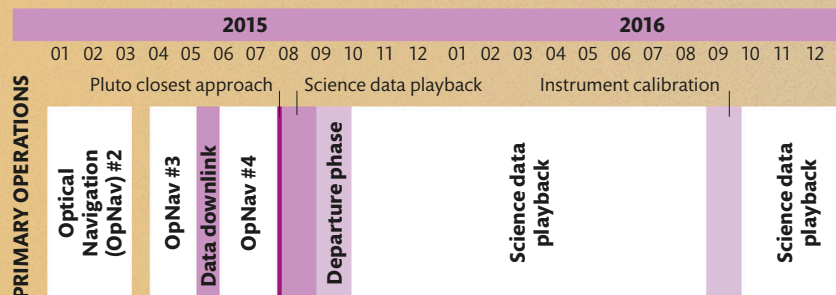 2015 2016
01 02 03 04 05 06 07 08 09 10 11 12 01 02 03 04 05 06 07 08 09 10 11 12
Pluto closest approach Science data playback Instrument calibration
PRIMARY OPERATIONS
Optical
Navigation
(OpNav) #2
OpNav #3
Data downlink
OpNav #4
Departure phase
Science data
playback
Science data
playback